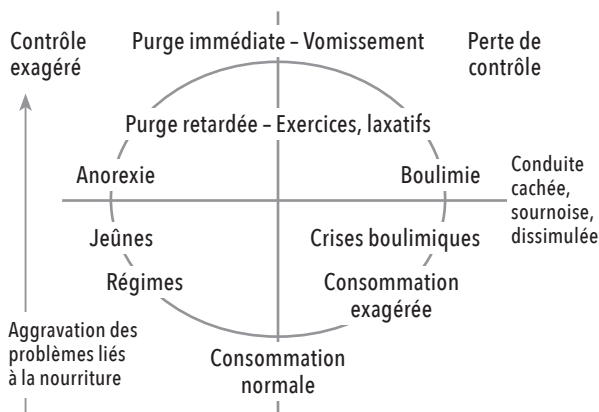 Contrôle
exagéré
Purge immédiate – Vomissement
Perte de
contrôle
Purge retardée – Exercices, laxatifs
Anorexie
Boulimie
Conduite
cachée,
sournoise,
dissimulée
Jeûnes
Crises boulimiques
Régimes
Consommation
exagérée
Aggravation des
problèmes liés
à la nourriture
Consommation
normale